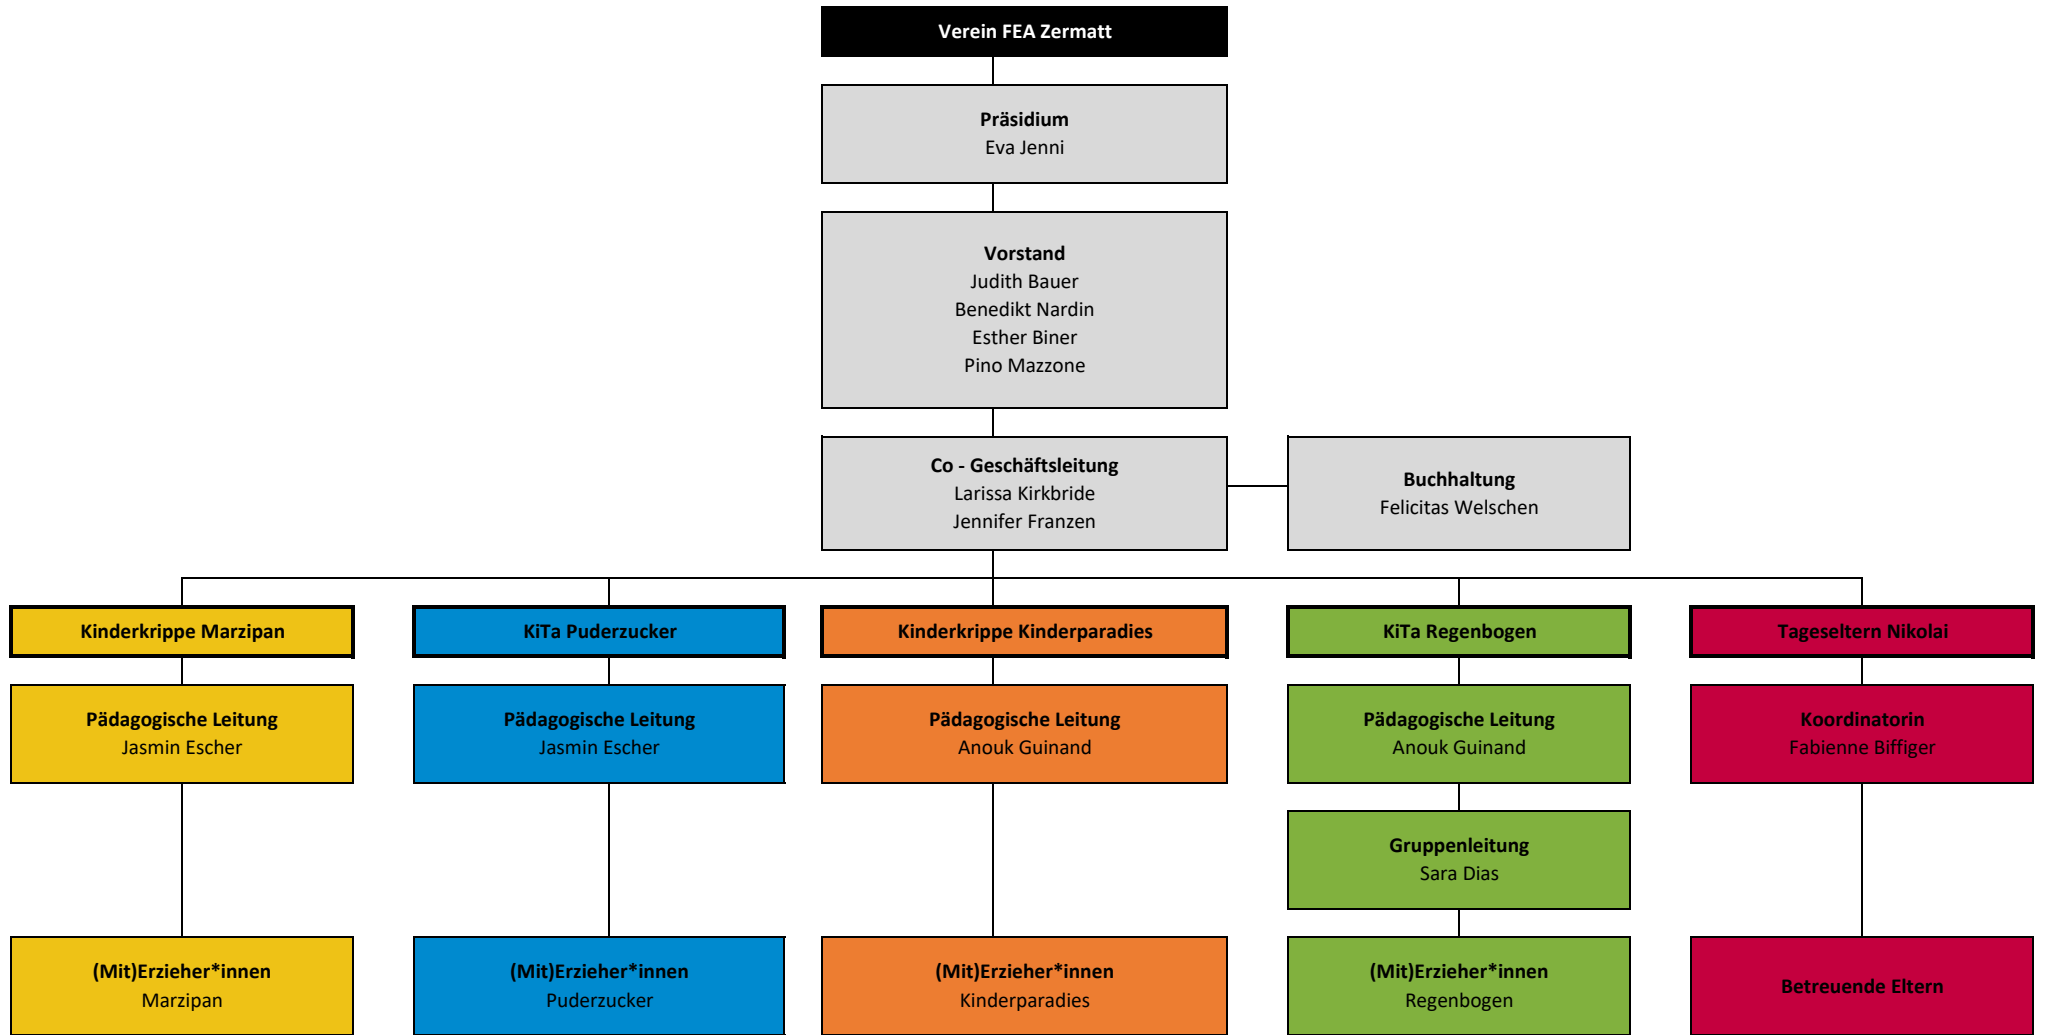 Verein FEA Zermatt
Präsidium
Eva Jenni
Vorstand
Judith Bauer
Benedikt Nardin
Esther Biner
Pino Mazzone
Co - Geschäftsleitung
Larissa Kirkbride
Jennifer Franzen
Buchhaltung
Felicitas Welschen
Kinderkrippe Marzipan
KiTa Puderzucker
Kinderkrippe Kinderparadies
KiTa Regenbogen
Tageseltern Nikolai
Pädagogische Leitung
Jasmin Escher
Pädagogische Leitung
Jasmin Escher
Pädagogische Leitung
Anouk Guinand
Pädagogische Leitung
Anouk Guinand
Koordinatorin
Fabienne Biffiger
Gruppenleitung
Sara Dias
(Mit)Erzieher*innen
Marzipan
(Mit)Erzieher*innen
Puderzucker
(Mit)Erzieher*innen
Kinderparadies
(Mit)Erzieher*innen
Regenbogen
Betreuende Eltern